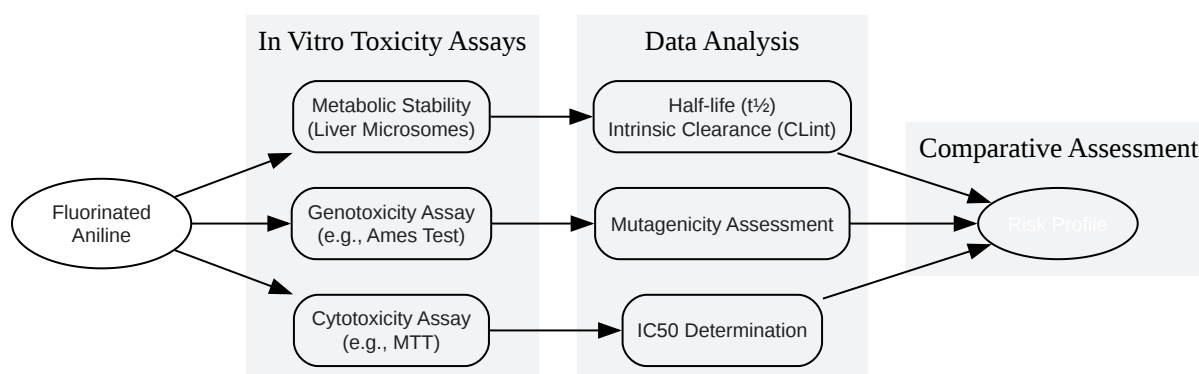 In Vitro Toxicity Assays
Data Analysis
Metabolic Stability
(Liver Microsomes)
Half-life (t½)
Intrinsic Clearance (CLint)
Comparative Assessment
Fluorinated
Aniline
Genotoxicity Assay
(e.g., Ames Test)
Mutagenicity Assessment
Risk Profile
Cytotoxicity Assay
(e.g., MTT)
IC50 Determination